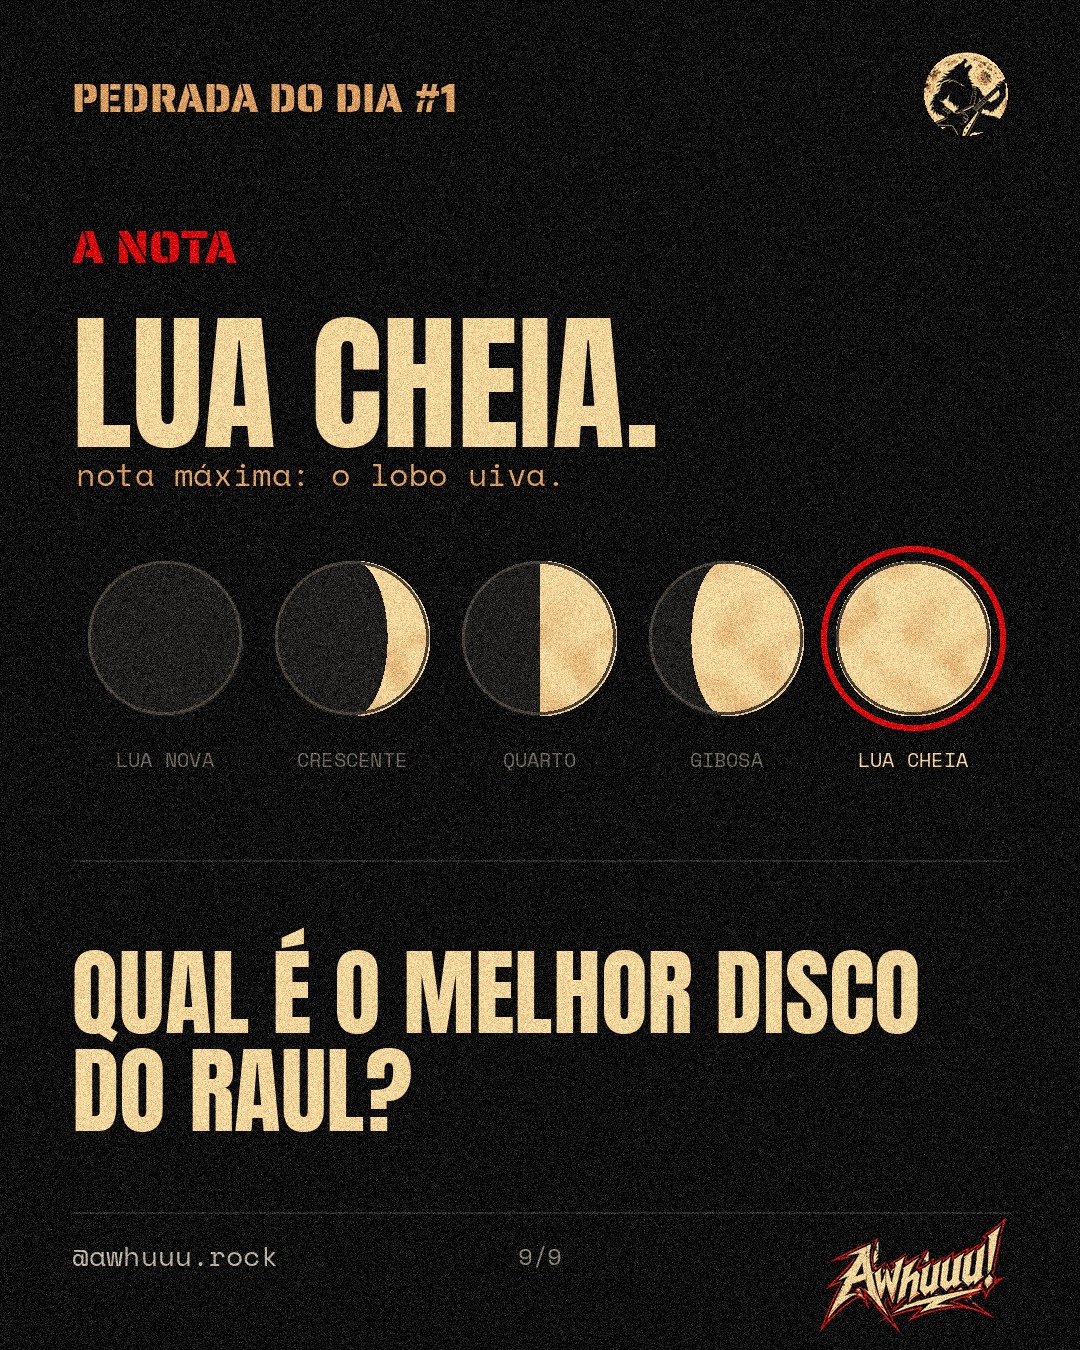 PEDRADA DO DIA #1
A NOTA
LUA CHEIA.
nota máxima: o lobo uiva.
LUA NOVA
CRESCENTE
QUARTO
GIBOSA
LUA CHEIA
QUAL É O MELHOR DISCO
DO RAUL?
@awhuuu.rock
9/9
Awhuuu!